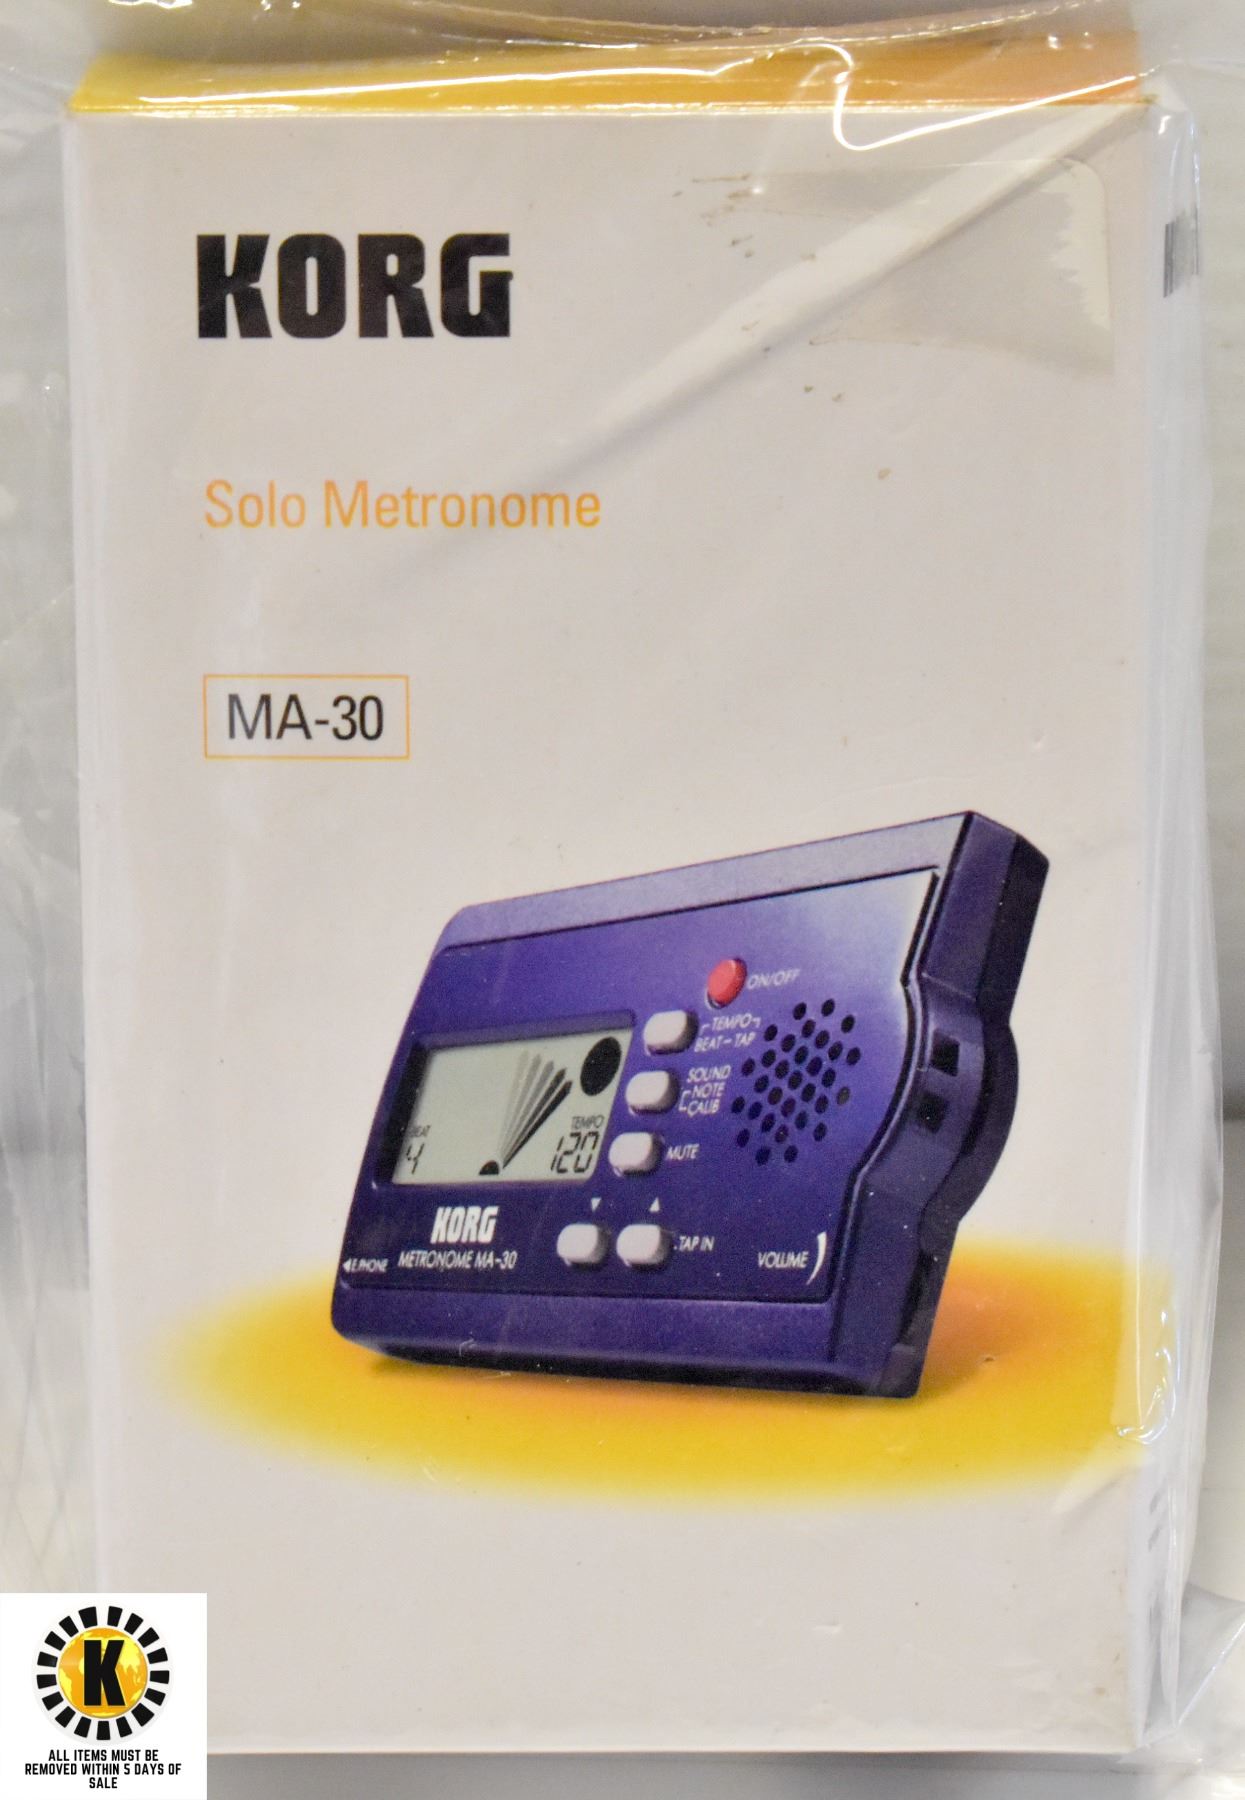 KORG
Solo Metronome
MA-30
ON/OFF
TEMPO
BEAT-TAP
SOUND
NOTE
CALIB
MUTE
BEAT
4
TEMPO
120
KORG
METRONOME MA-30
E.PHONE
TAP IN
VOLUME
K
ALL ITEMS MUST BE
REMOVED WITHIN 5 DAYS OF
SALE